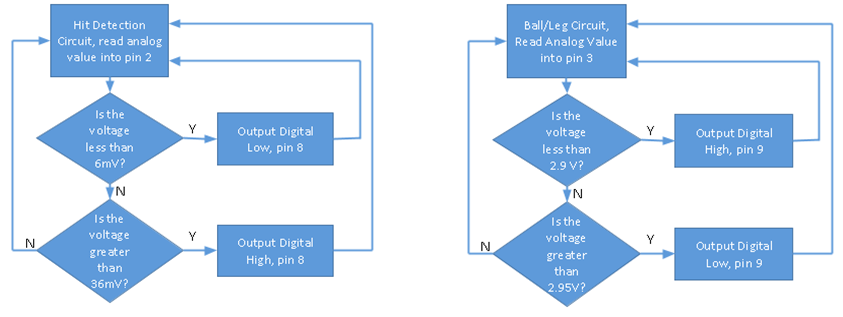 Hit Detection
Circuit, read analog
value into pin 2
Is the
voltage
less than
6mV?
Y
Output Digital
Low, pin 8
N
Is the
voltage
greater
than
36mV?
N
Y
Output Digital
High, pin 8
Ball/Leg Circuit,
Read Analog Value
into pin 3
Is the
voltage
less than
2.9 V?
Y
Output Digital
High, pin 9
N
Is the
voltage
greater
than
2.95V?
N
Y
Output Digital
Low, pin 9